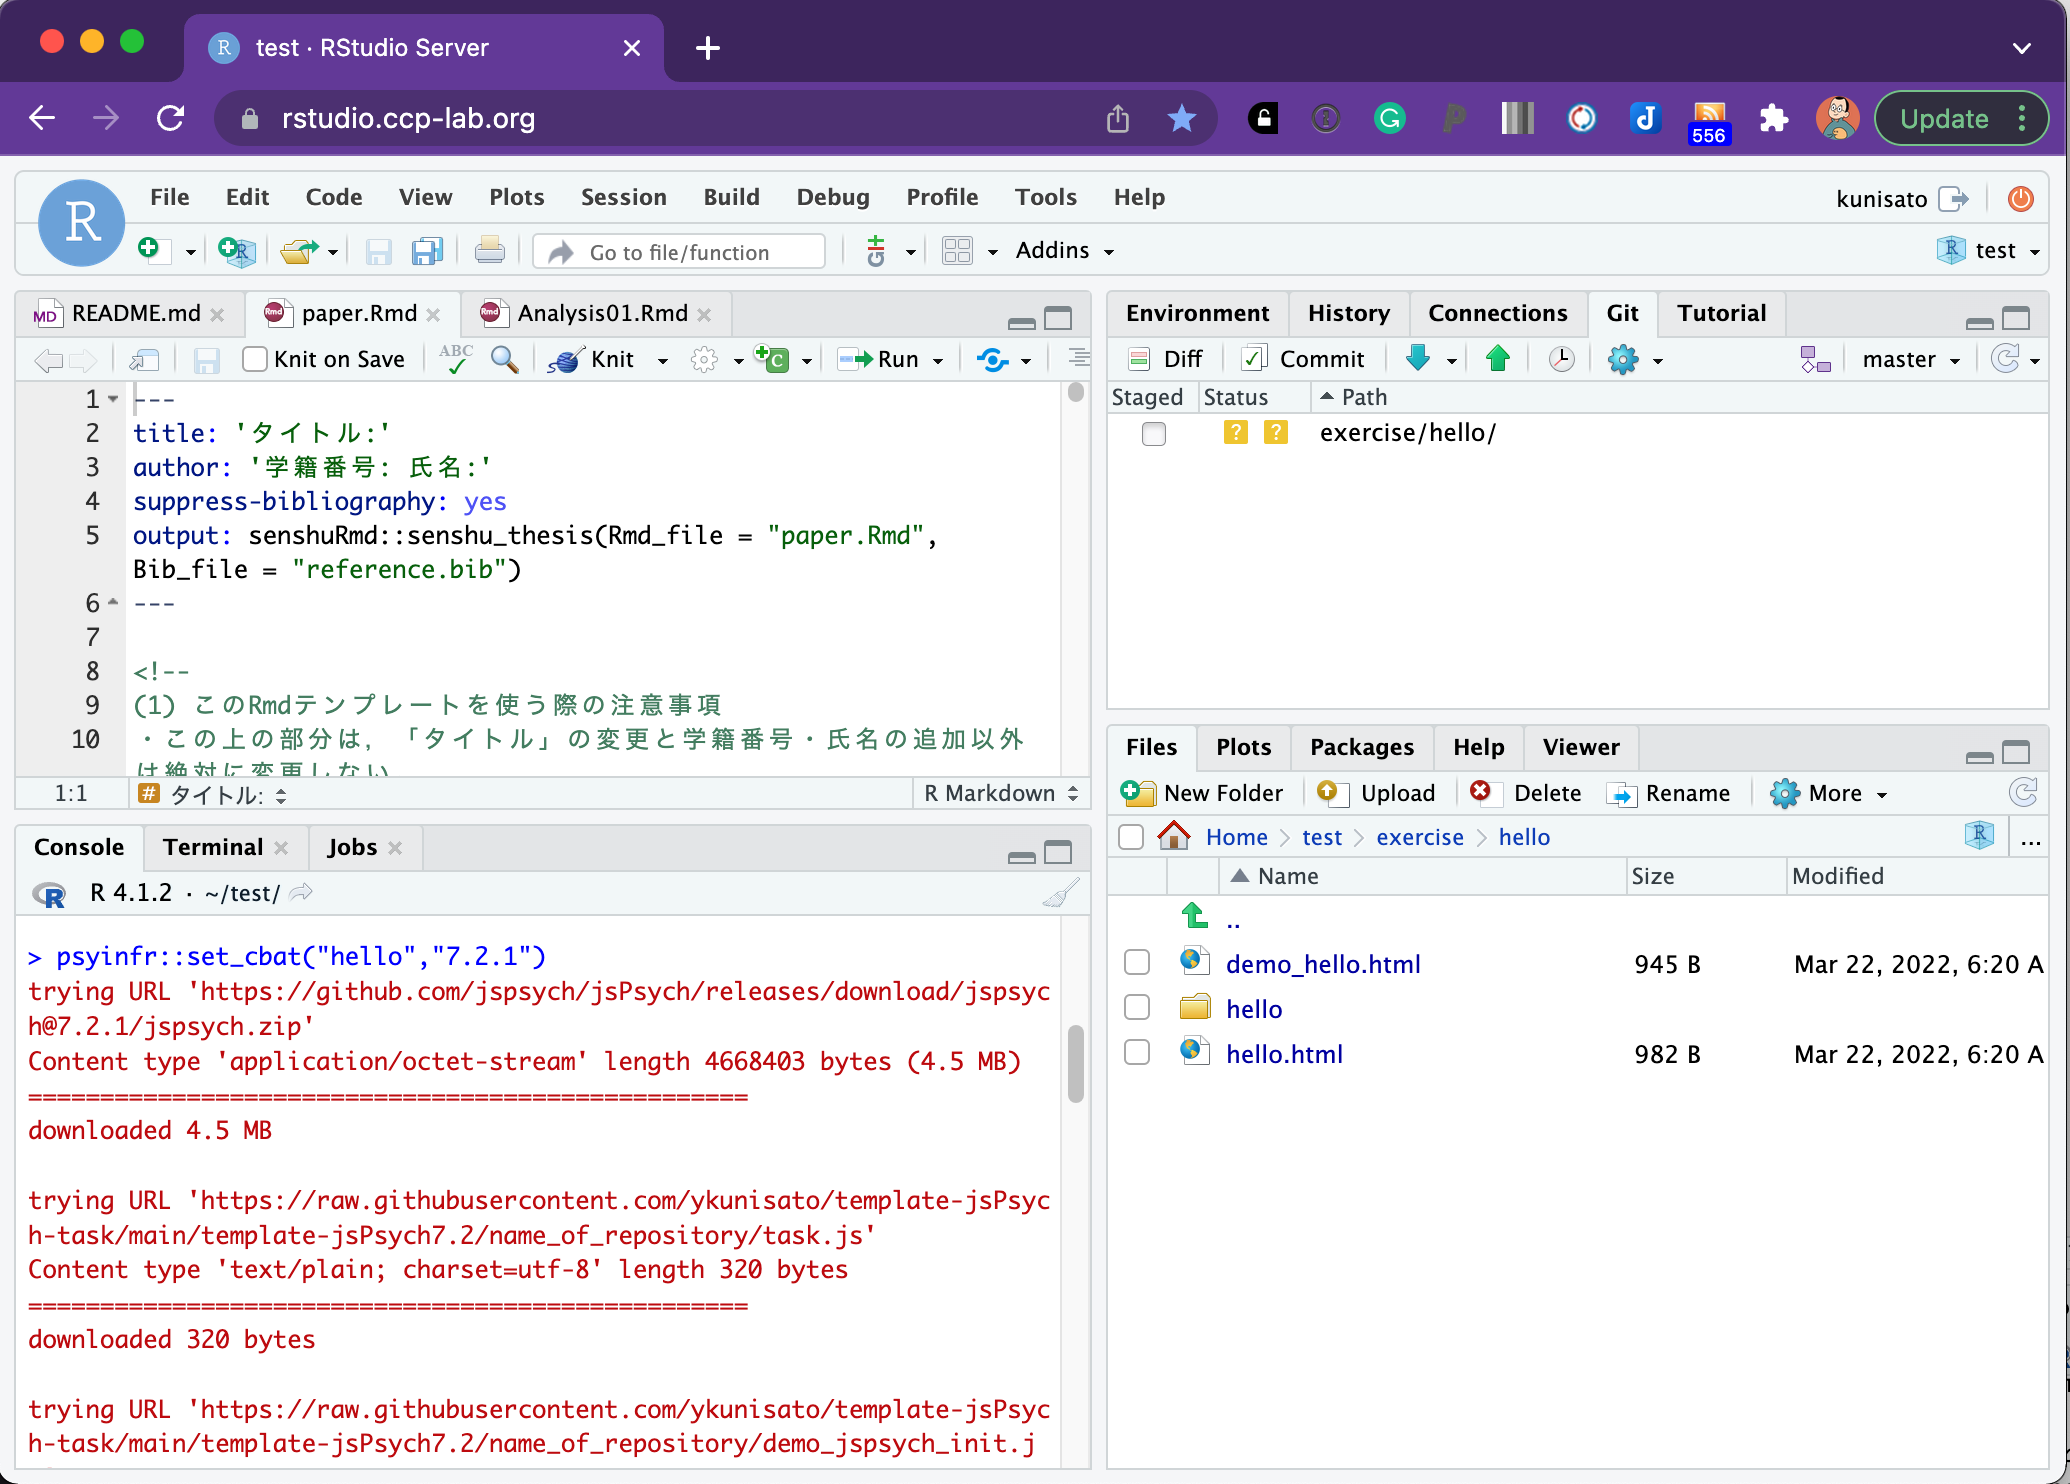 test · RStudio Server
rstudio.ccp-lab.org
556
Update
R
File Edit Code View Plots Session Build Debug Profile Tools Help
kunisato
Go to file/function
Addins
test
README.md
paper.Rmd
Analysis01.Rmd
Knit on Save
ABC
Knit
Run
1 ---
2 title: 'タイトル:'
3 author: '学籍番号: 氏名:'
4 suppress-bibliography: yes
5 output: senshuRmd::senshu_thesis(Rmd_file = "paper.Rmd",
Bib_file = "reference.bib")
6 ---
7
8 <!--
9 (1) このRmdテンプレートを使う際の注意事項
10 ・この上の部分は，「タイトル」の変更と学籍番号・氏名の追加以外
は絶対に変更しない
1:1
# タイトル:
R Markdown
Console Terminal Jobs
R 4.1.2 · ~/test/
> psyinfr::set_cbat("hello","7.2.1")
trying URL 'https://github.com/jspsych/jsPsych/releases/download/jspsyc
h@7.2.1/jspsych.zip'
Content type 'application/octet-stream' length 4668403 bytes (4.5 MB)
==================================================
downloaded 4.5 MB
trying URL 'https://raw.githubusercontent.com/ykunisato/template-jsPsyc
h-task/main/template-jsPsych7.2/name_of_repository/task.js'
Content type 'text/plain; charset=utf-8' length 320 bytes
==================================================
downloaded 320 bytes
trying URL 'https://raw.githubusercontent.com/ykunisato/template-jsPsyc
h-task/main/template-jsPsych7.2/name_of_repository/demo_jspsych_init.j
Environment History Connections Git Tutorial
Diff Commit master
Staged Status Path
? ? exercise/hello/
Files Plots Packages Help Viewer
New Folder Upload Delete Rename More
Home > test > exercise > hello
...
Name Size Modified
..
demo_hello.html 945 B Mar 22, 2022, 6:20 A
hello
hello.html 982 B Mar 22, 2022, 6:20 A